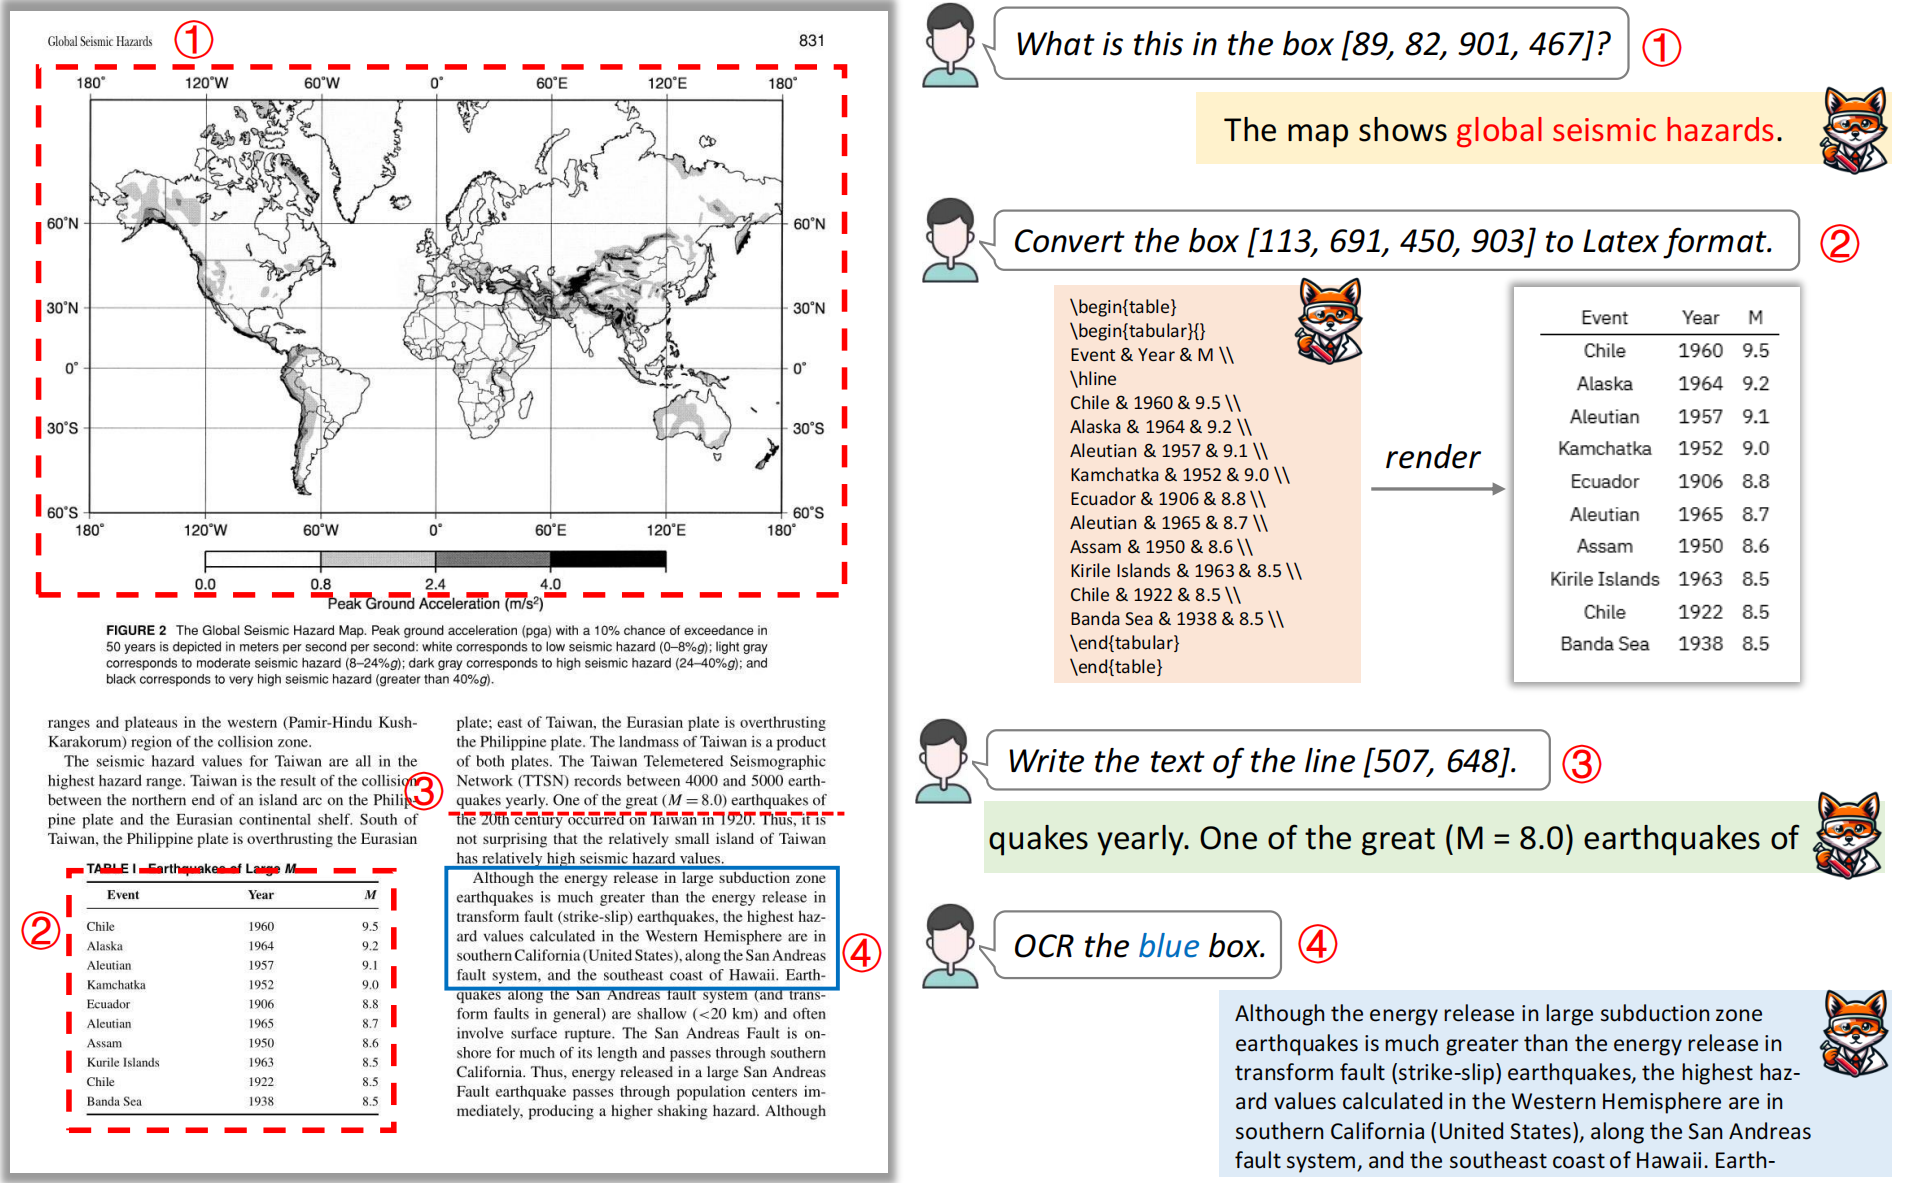 Global Seismic Hazards
①
831
180° 120°W 60°W 0° 60°E 120°E 180°
60°N 60°N
30°N 30°N
0° 0°
30°S 30°S
60°S 60°S
180° 120°W 60°W 0° 60°E 120°E 180°
0.0 0.8 2.4 4.0
Peak Ground Acceleration (m/s²)
FIGURE 2 The Global Seismic Hazard Map. Peak ground acceleration (pga) with a 10% chance of exceedance in
50 years is depicted in meters per second per second: white corresponds to low seismic hazard (0–8%g); light gray
corresponds to moderate seismic hazard (8–24%g); dark gray corresponds to high seismic hazard (24–40%g); and
black corresponds to very high seismic hazard (greater than 40%g).
ranges and plateaus in the western (Pamir-Hindu Kush-
Karakorum) region of the collision zone.
The seismic hazard values for Taiwan are all in the
highest hazard range. Taiwan is the result of the collision
between the northern end of an island arc on the Philip-
pine plate and the Eurasian continental shelf. South of
Taiwan, the Philippine plate is overthrusting the Eurasian
③
②
TABLE I Earthquakes of Large M
Event Year M
Chile 1960 9.5
Alaska 1964 9.2
Aleutian 1957 9.1
Kamchatka 1952 9.0
Ecuador 1906 8.8
Aleutian 1965 8.7
Assam 1950 8.6
Kurile Islands 1963 8.5
Chile 1922 8.5
Banda Sea 1938 8.5
plate; east of Taiwan, the Eurasian plate is overthrusting
the Philippine plate. The landmass of Taiwan is a product
of both plates. The Taiwan Telemetered Seismographic
Network (TTSN) records between 4000 and 5000 earth-
quakes yearly. One of the great (M = 8.0) earthquakes of
the 20th century occurred on Taiwan in 1920. Thus, it is
not surprising that the relatively small island of Taiwan
has relatively high seismic hazard values.
Although the energy release in large subduction zone
earthquakes is much greater than the energy release in
transform fault (strike-slip) earthquakes, the highest haz-
ard values calculated in the Western Hemisphere are in
southern California (United States), along the San Andreas
fault system, and the southeast coast of Hawaii. Earth-
④
quakes along the San Andreas fault system (and trans-
form faults in general) are shallow (<20 km) and often
involve surface rupture. The San Andreas Fault is on-
shore for much of its length and passes through southern
California. Thus, energy released in a large San Andreas
Fault earthquake passes through population centers im-
mediately, producing a higher shaking hazard. Although
What is this in the box [89, 82, 901, 467]?
①
The map shows global seismic hazards.
Convert the box [113, 691, 450, 903] to Latex format.
②
\begin{table}
\begin{tabular}{}
Event & Year & M \\
\hline
Chile & 1960 & 9.5 \\
Alaska & 1964 & 9.2 \\
Aleutian & 1957 & 9.1 \\
Kamchatka & 1952 & 9.0 \\
Ecuador & 1906 & 8.8 \\
Aleutian & 1965 & 8.7 \\
Assam & 1950 & 8.6 \\
Kirile Islands & 1963 & 8.5 \\
Chile & 1922 & 8.5 \\
Banda Sea & 1938 & 8.5 \\
\end{tabular}
\end{table}
render
Event Year M
Chile 1960 9.5
Alaska 1964 9.2
Aleutian 1957 9.1
Kamchatka 1952 9.0
Ecuador 1906 8.8
Aleutian 1965 8.7
Assam 1950 8.6
Kirile Islands 1963 8.5
Chile 1922 8.5
Banda Sea 1938 8.5
Write the text of the line [507, 648].
③
quakes yearly. One of the great (M = 8.0) earthquakes of
OCR the blue box.
④
Although the energy release in large subduction zone
earthquakes is much greater than the energy release in
transform fault (strike-slip) earthquakes, the highest haz-
ard values calculated in the Western Hemisphere are in
southern California (United States), along the San Andreas
fault system, and the southeast coast of Hawaii. Earth-